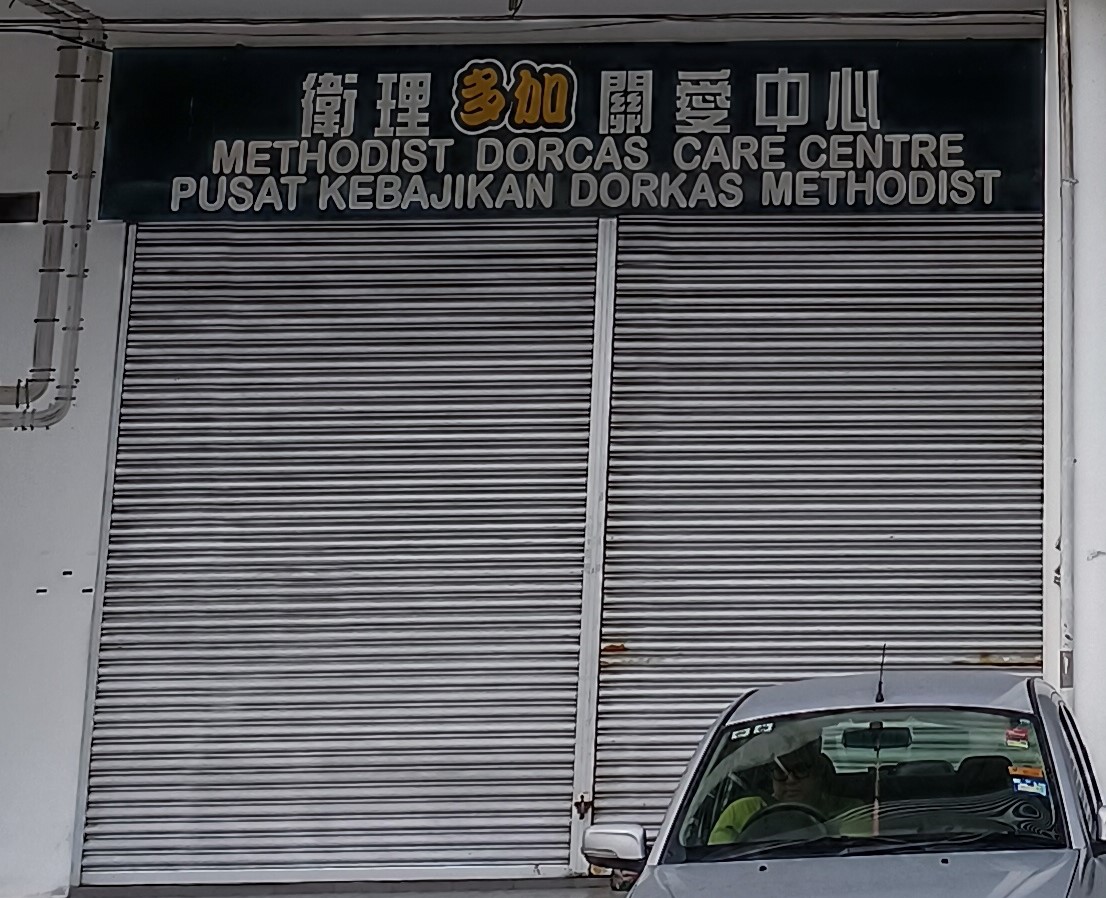 衛理多加關愛中心
METHODIST DORCAS CARE CENTRE
PUSAT KEBAJIKAN DORKAS METHODIST